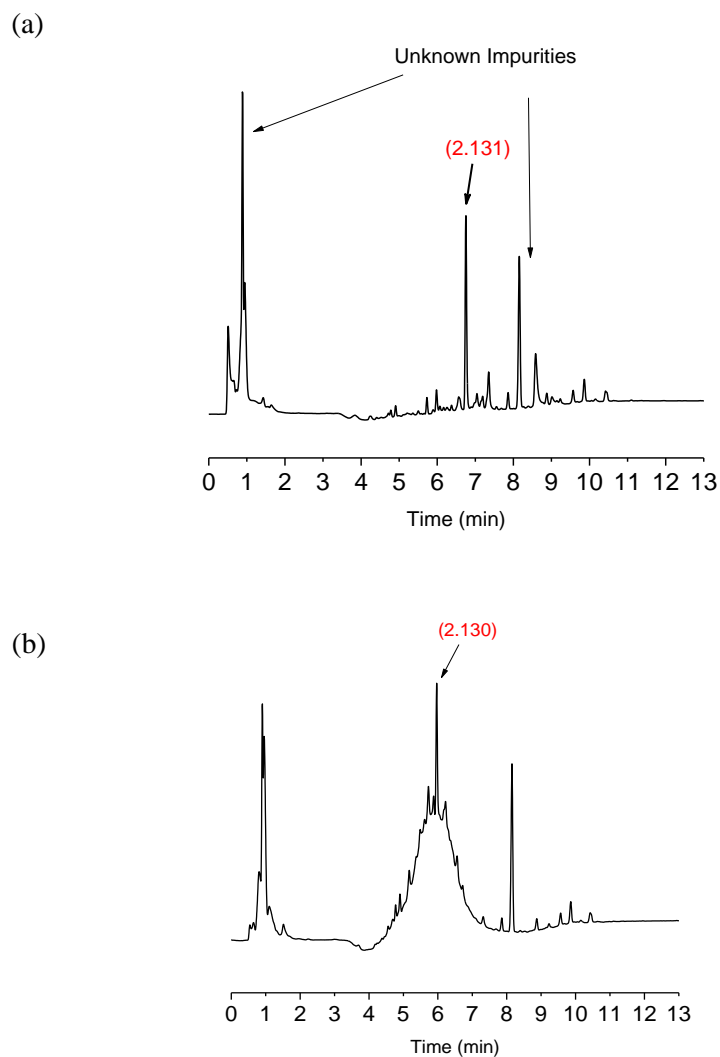 (a)
Unknown Impurities
(2.131)
0 1 2 3 4 5 6 7 8 9 10 11 12 13
Time (min)
(b)
(2.130)
0 1 2 3 4 5 6 7 8 9 10 11 12 13
Time (min)